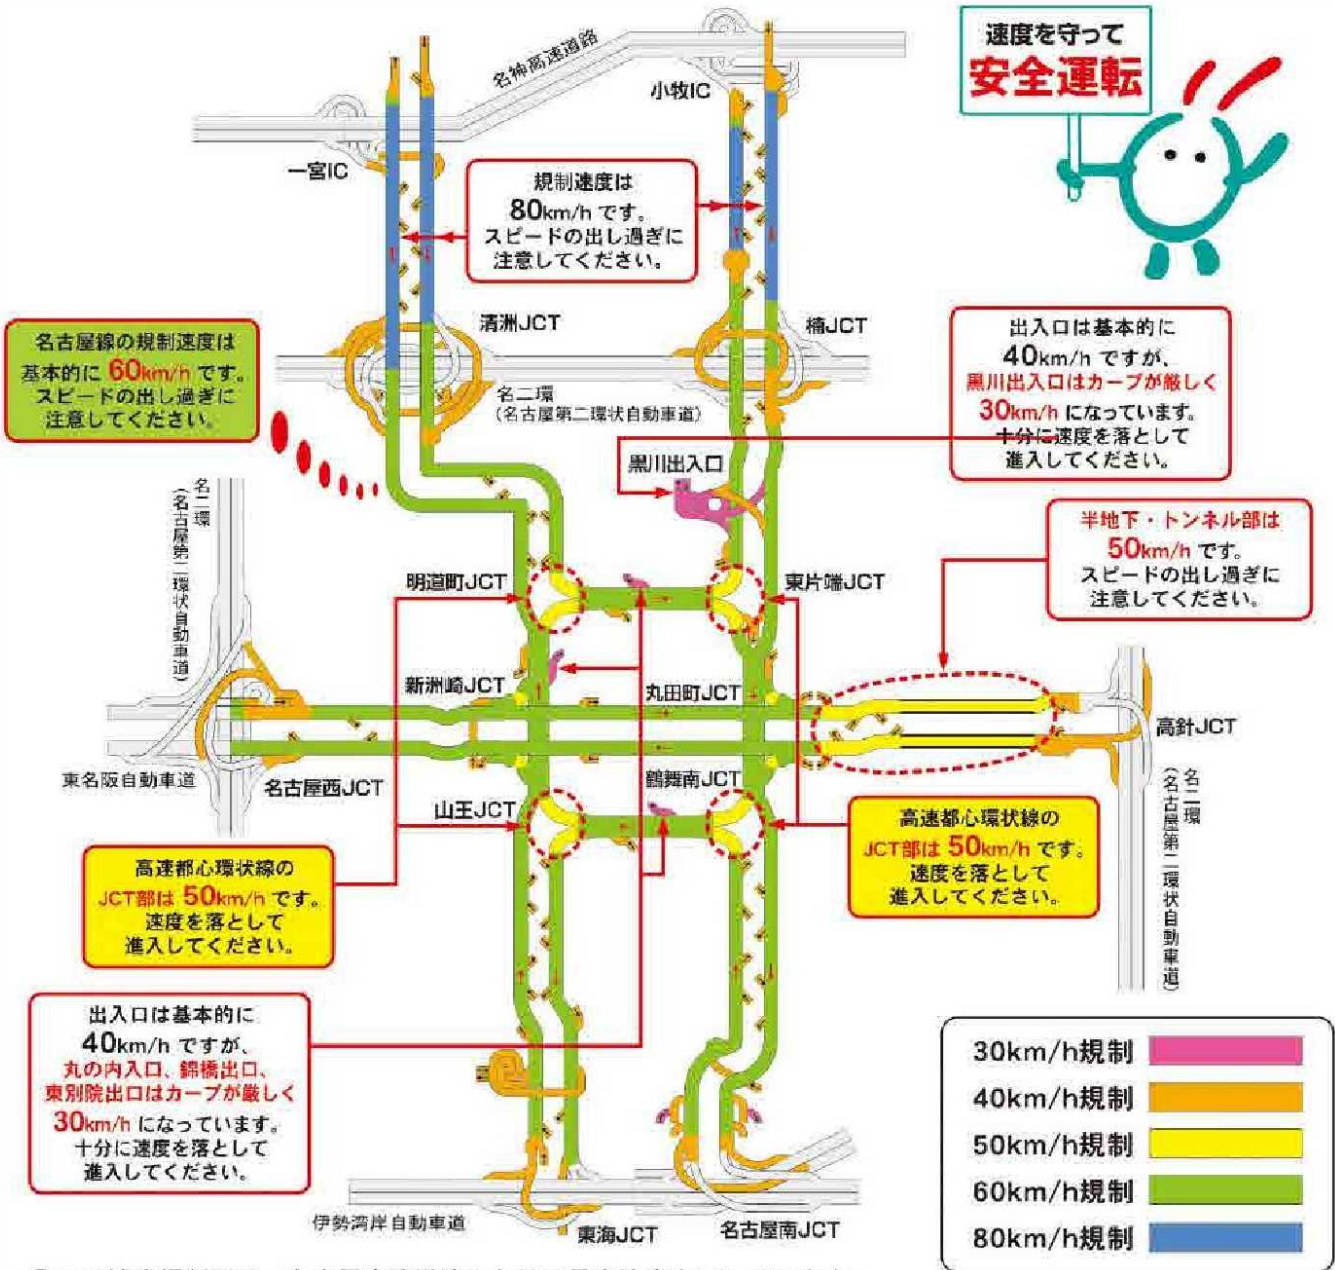 速度を守って
安全運転
名神高速道路
小牧IC
一宮IC
規制速度は
80km/h です。
スピードの出し過ぎに
注意してください。
清洲JCT
楠JCT
名古屋線の規制速度は
基本的に 60km/h です。
スピードの出し過ぎに
注意してください。
出入口は基本的に
40km/h ですが、
黒川出入口はカーブが厳しく
30km/h になっています。
十分に速度を落として
進入してください。
名二環
(名古屋第二環状自動車道)
黒川出入口
名二環
(名古屋第二環状自動車道)
半地下・トンネル部は
50km/h です。
スピードの出し過ぎに
注意してください。
明道町JCT
東片端JCT
新洲崎JCT
丸田町JCT
高針JCT
東名阪自動車道
名古屋西JCT
鶴舞南JCT
山王JCT
名二環
(名古屋第二環状自動車道)
高速都心環状線の
JCT部は 50km/h です。
速度を落として
進入してください。
高速都心環状線の
JCT部は 50km/h です。
速度を落として
進入してください。
出入口は基本的に
40km/h ですが、
丸の内入口、錦橋出口、
東別院出口はカーブが厳しく
30km/h になっています。
十分に速度を落として
進入してください。
30km/h規制
40km/h規制
50km/h規制
60km/h規制
80km/h規制
伊勢湾岸自動車道
東海JCT
名古屋南JCT